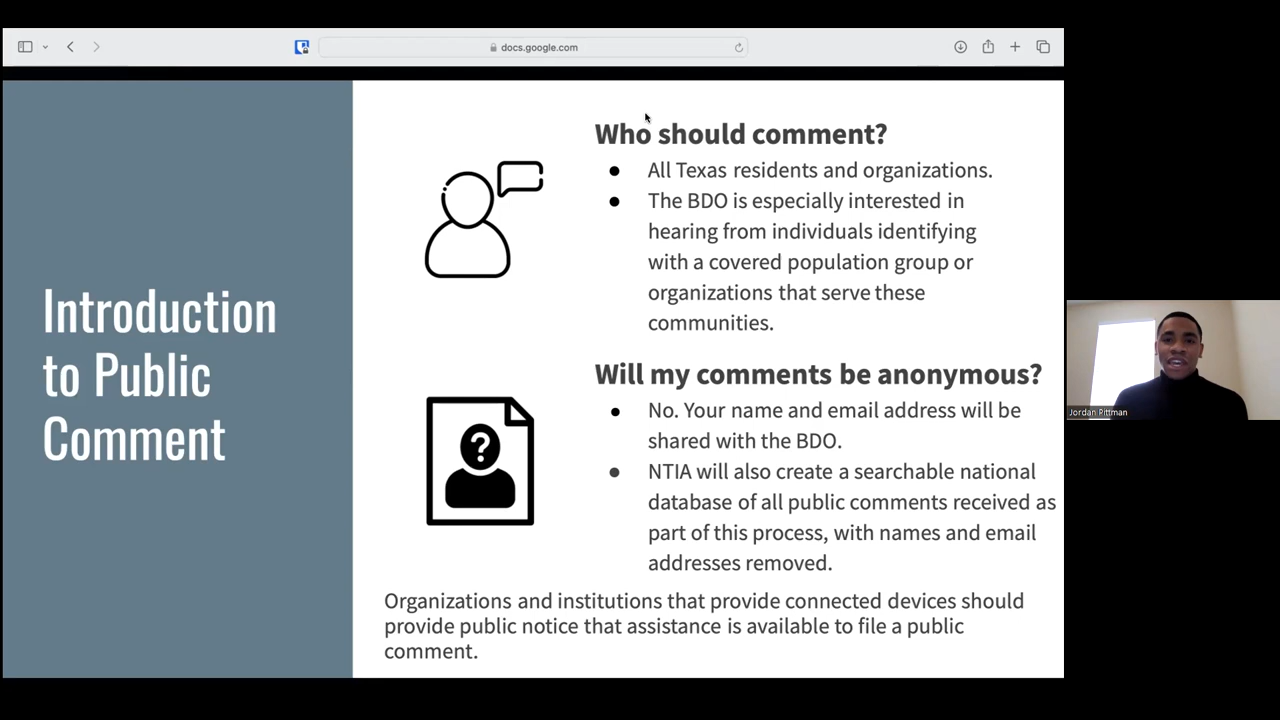 docs.google.com
Introduction
to Public
Comment
Who should comment?
● All Texas residents and organizations.
● The BDO is especially interested in
hearing from individuals identifying
with a covered population group or
organizations that serve these
communities.
Will my comments be anonymous?
● No. Your name and email address will be
shared with the BDO.
● NTIA will also create a searchable national
database of all public comments received as
part of this process, with names and email
addresses removed.
Organizations and institutions that provide connected devices should
provide public notice that assistance is available to file a public
comment.
Jordan Pittman